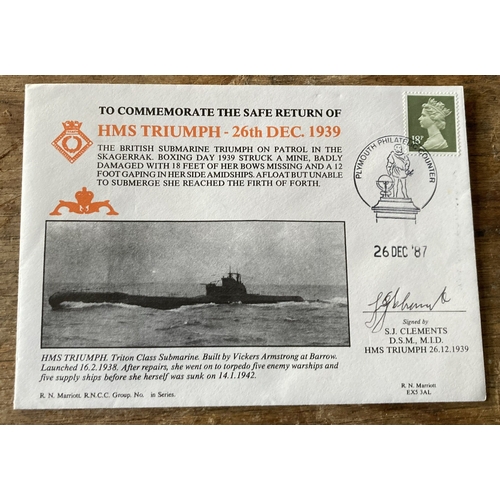 TO COMMEMORATE THE SAFE RETURN OF
HMS TRIUMPH - 26th DEC. 1939
THE BRITISH SUBMARINE TRIUMPH ON PATROL IN THE
SKAGERRAK. BOXING DAY 1939 STRUCK A MINE, BADLY
DAMAGED WITH 18 FEET OF HER BOWS MISSING AND A 12
FOOT GAPING IN HER SIDE AMIDSHIPS. AFLOAT BUT UNABLE
TO SUBMERGE SHE REACHED THE FIRTH OF FORTH.
18P
PLYMOUTH PHILATELIC COUNTER
26 DEC '87
Signed by
S.J. CLEMENTS
D.S.M., M.I.D.
HMS TRIUMPH 26.12.1939
HMS TRIUMPH. Triton Class Submarine. Built by Vickers Armstrong at Barrow.
Launched 16.2.1938. After repairs, she went on to torpedo five enemy warships and
five supply ships before she herself was sunk on 14.1.1942.
R. N. Marriott. R.N.C.C. Group. No. in Series.
R. N. Marriott
EX5 3AL